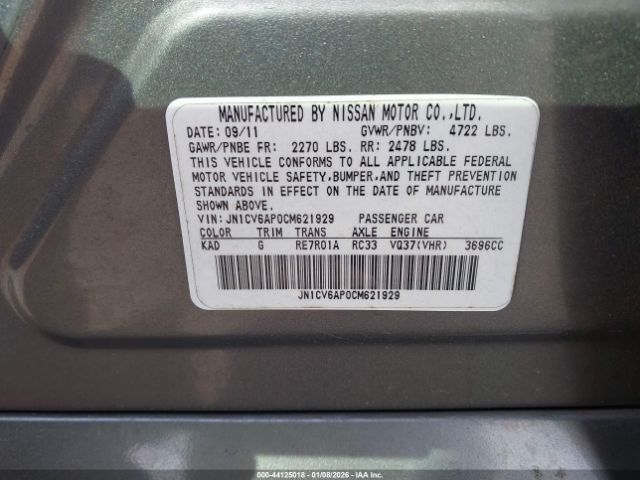 MANUFACTURED BY NISSAN MOTOR CO.,LTD.
DATE: 09/11 GVWR/PNBV: 4722 LBS.
GAWR/PNBE FR: 2270 LBS. RR: 2478 LBS.
THIS VEHICLE CONFORMS TO ALL APPLICABLE FEDERAL
MOTOR VEHICLE SAFETY,BUMPER,AND THEFT PREVENTION
STANDARDS IN EFFECT ON THE DATE OF MANUFACTURE
SHOWN ABOVE.
VIN:JN1CV6AP0CM621929 PASSENGER CAR
COLOR TRIM TRANS AXLE ENGINE
KAD G RE7R01A RC33 VQ37(VHR) 3696CC
JN1CV6AP0CM621929
000-44125018 | 01/08/2026 - IAA Inc.